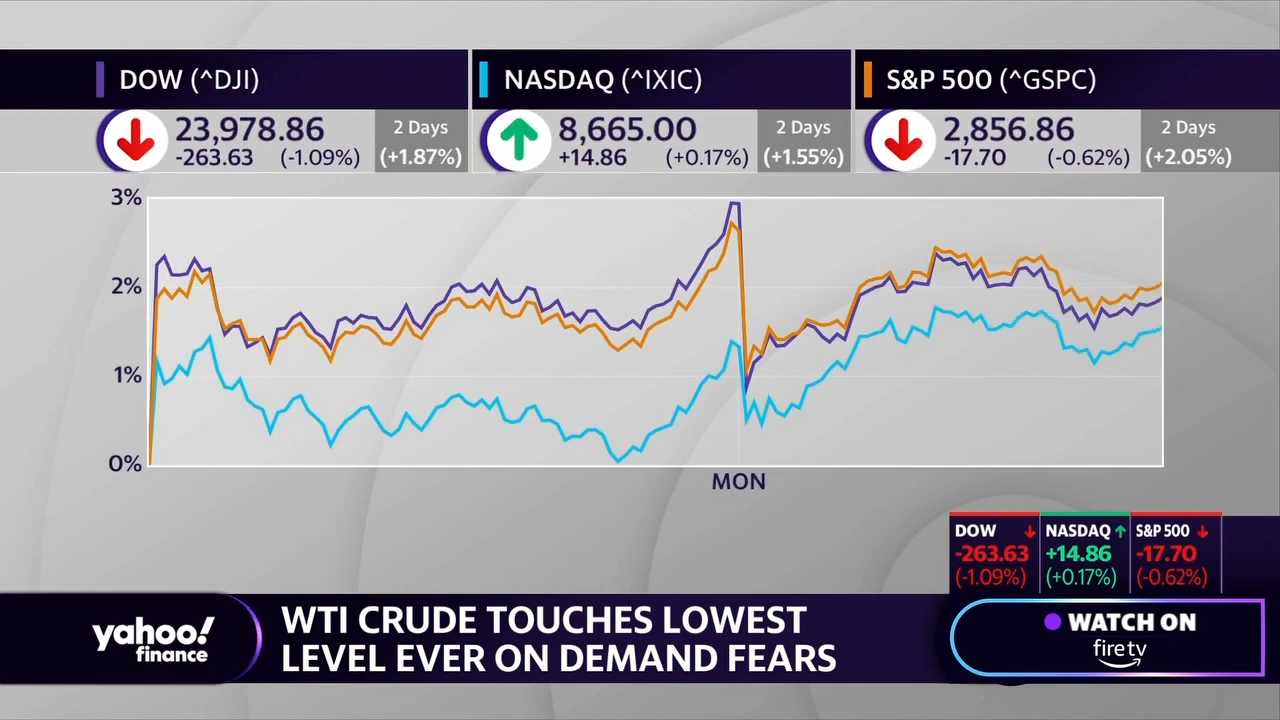 DOW (^DJI)
23,978.86
-263.63 (-1.09%)
2 Days
(+1.87%)
NASDAQ (^IXIC)
8,665.00
+14.86 (+0.17%)
2 Days
(+1.55%)
S&P 500 (^GSPC)
2,856.86
-17.70 (-0.62%)
2 Days
(+2.05%)
3%
2%
1%
0%
MON
DOW
-263.63
(-1.09%)
NASDAQ
+14.86
(+0.17%)
S&P 500
-17.70
(-0.62%)
yahoo!
finance
WTI CRUDE TOUCHES LOWEST
LEVEL EVER ON DEMAND FEARS
WATCH ON
firetv